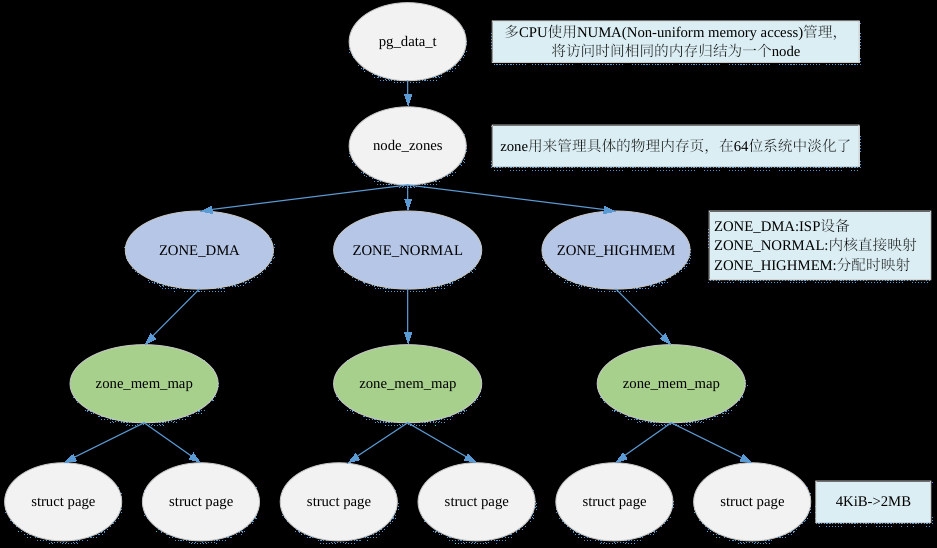 pg_data_t
多CPU使用NUMA(Non-uniform memory access)管理，
将访问时间相同的内存归结为一个node
node_zones
zone用来管理具体的物理内存页，在64位系统中淡化了
ZONE_DMA
ZONE_NORMAL
ZONE_HIGHMEM
ZONE_DMA:ISP设备
ZONE_NORMAL:内核直接映射
ZONE_HIGHMEM:分配时映射
zone_mem_map
zone_mem_map
zone_mem_map
struct page
struct page
struct page
struct page
struct page
struct page
4KiB->2MB